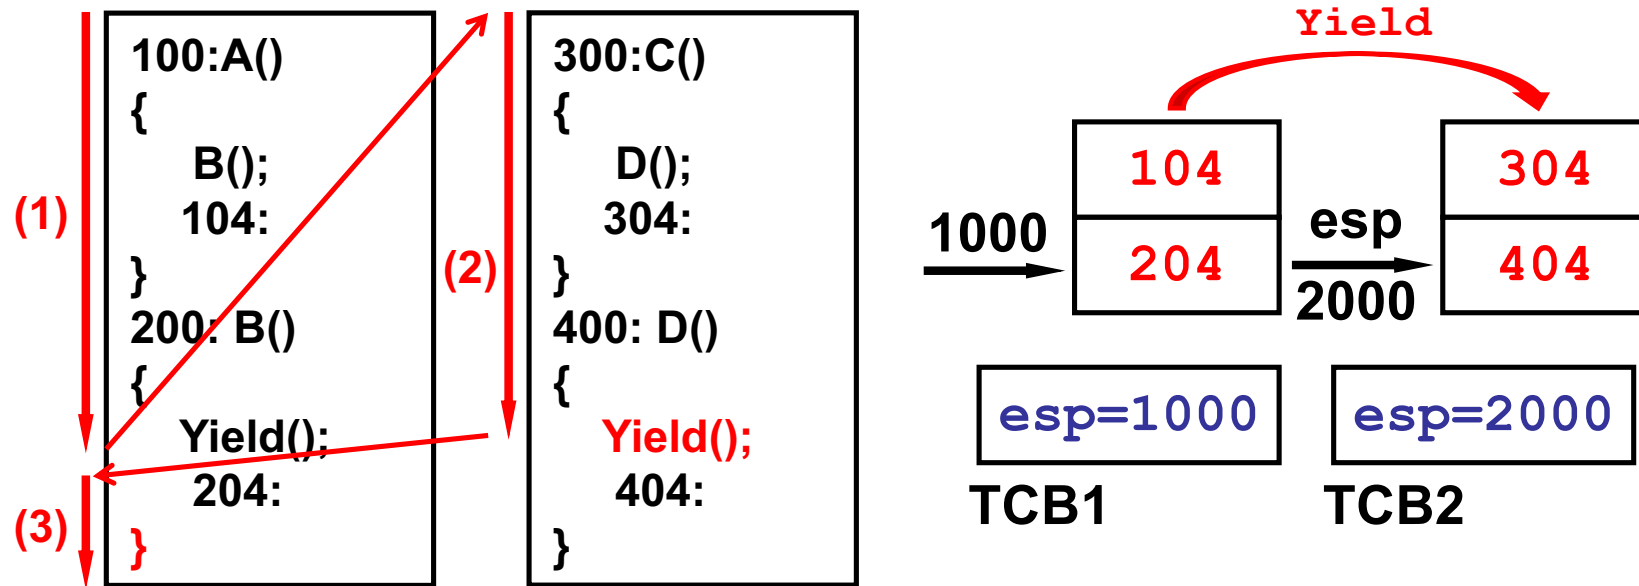 (1)
100:A()
{
B();
104:
}
200: B()
{
Yield();
204:
}
(3)
(2)
300:C()
{
D();
304:
}
400: D()
{
Yield();
404:
}
Yield
1000
104
204
esp
2000
304
404
esp=1000
TCB1
esp=2000
TCB2